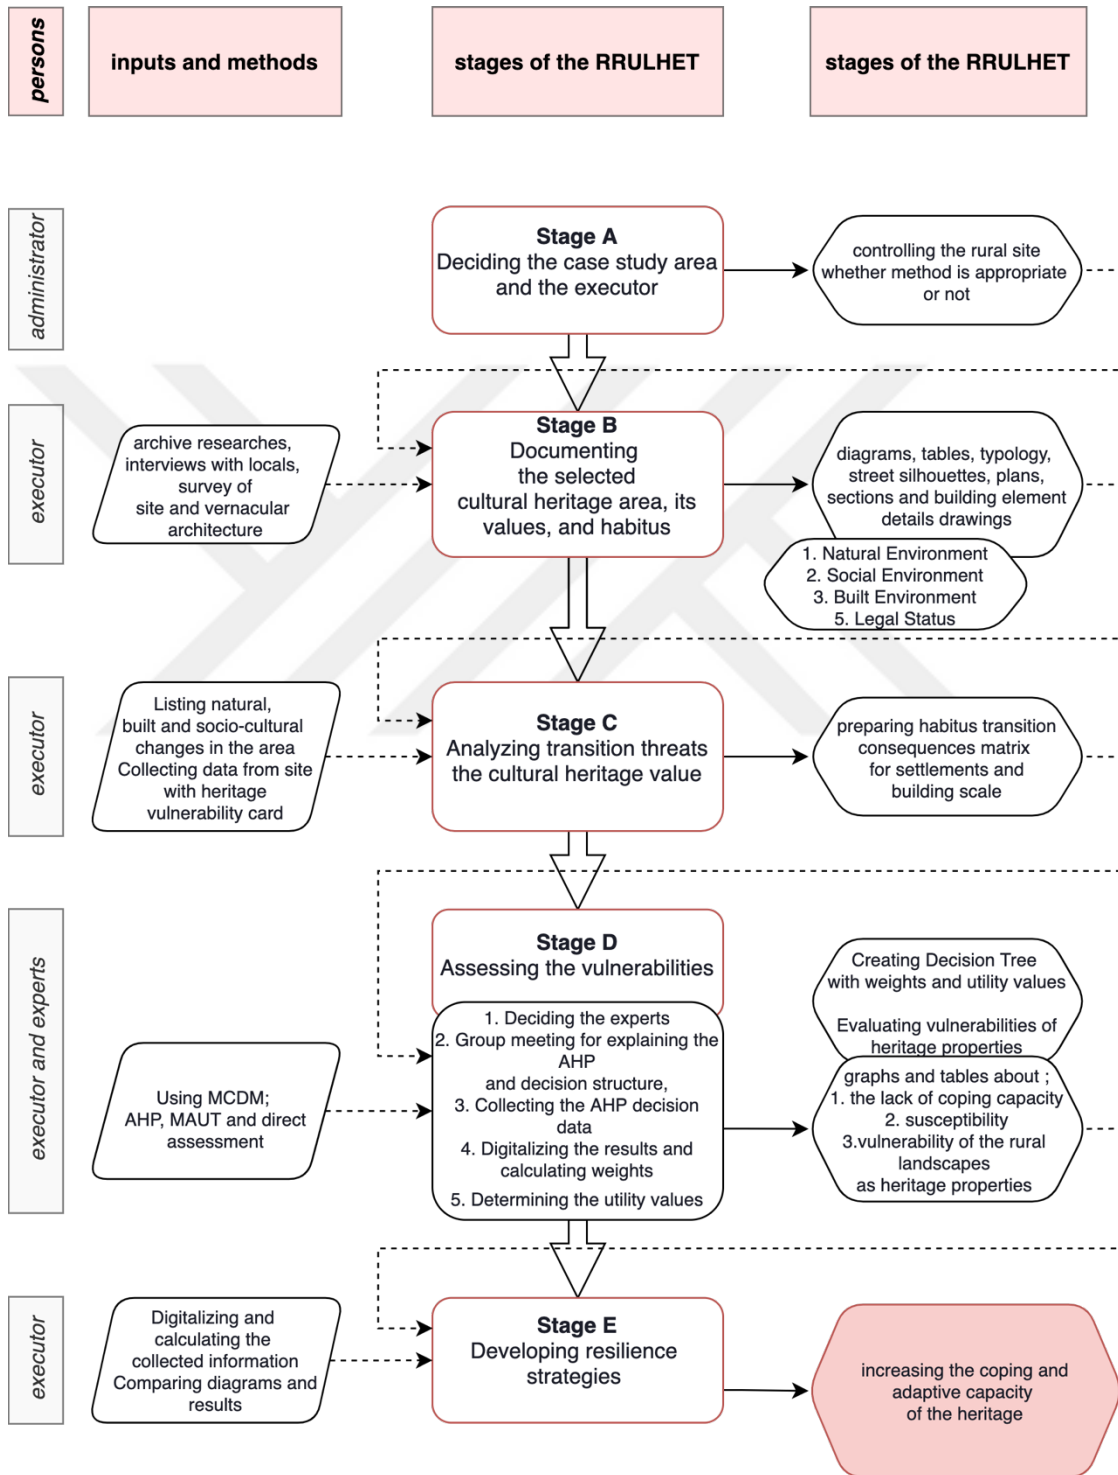 persons
inputs and methods
stages of the RRULHET
stages of the RRULHET
administrator
Stage A
Deciding the case study area
and the executor
controlling the rural site
whether method is appropriate
or not
executor
archive researches,
interviews with locals,
survey of
site and vernacular
architecture
Stage B
Documenting
the selected
cultural heritage area, its
values, and habitus
diagrams, tables, typology,
street silhouettes, plans,
sections and building element
details drawings
1. Natural Environment
2. Social Environment
3. Built Environment
5. Legal Status
executor
Listing natural,
built and socio-cultural
changes in the area
Collecting data from site
with heritage
vulnerability card
Stage C
Analyzing transition threats
the cultural heritage value
preparing habitus transition
consequences matrix
for settlements and
building scale
executor and experts
Using MCDM;
AHP, MAUT and direct
assessment
Stage D
Assessing the vulnerabilities
1. Deciding the experts
2. Group meeting for explaining the
AHP
and decision structure,
3. Collecting the AHP decision
data
4. Digitalizing the results and
calculating weights
5. Determining the utility values
Creating Decision Tree
with weights and utility values
Evaluating vulnerabilities of
heritage properties
graphs and tables about ;
1. the lack of coping capacity
2. susceptibility
3.vulnerability of the rural
landscapes
as heritage properties
executor
Digitalizing and
calculating the
collected information
Comparing diagrams and
results
Stage E
Developing resilience
strategies
increasing the coping and
adaptive capacity
of the heritage